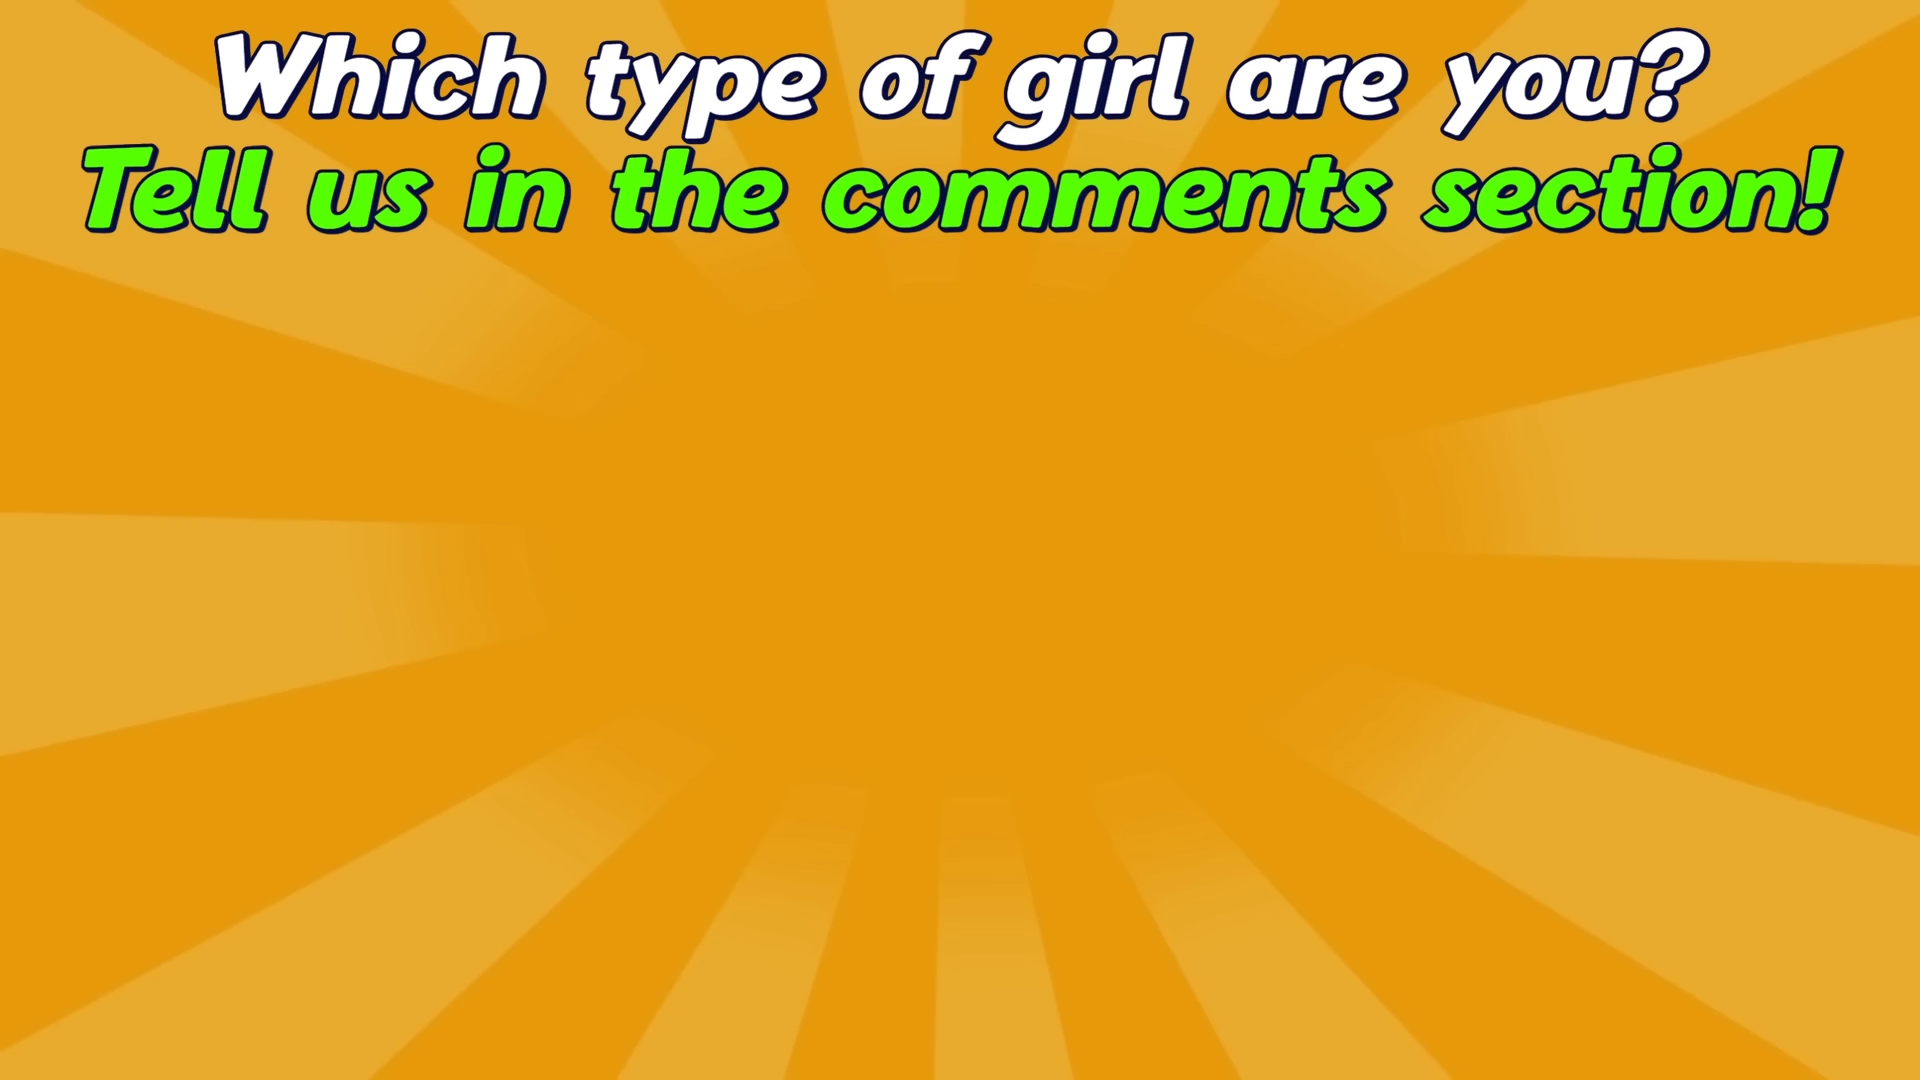 Which type of girl are you?
Tell us in the comments section!